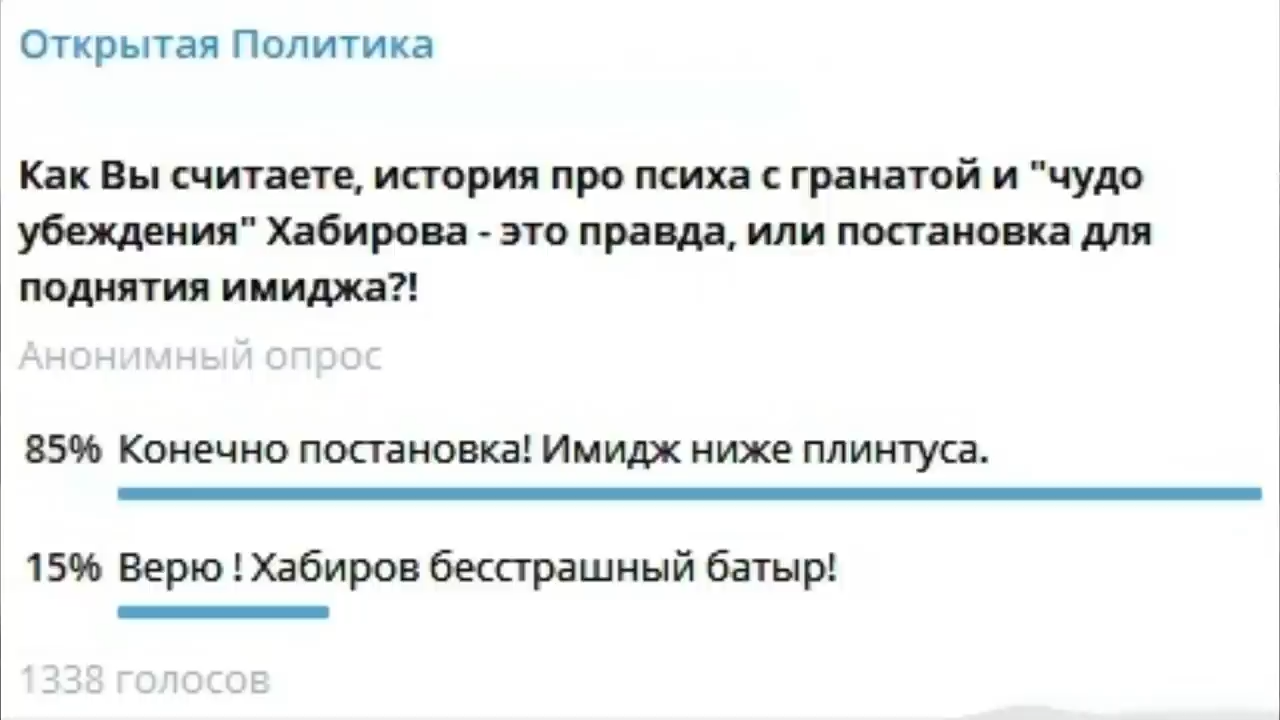 Открытая Политика
Как Вы считаете, история про психа с гранатой и "чудо
убеждения" Хабирова - это правда, или постановка для
поднятия имиджа?!
Анонимный опрос
85% Конечно постановка! Имидж ниже плинтуса.
15% Верю ! Хабиров бесстрашный батыр!
1338 голосов